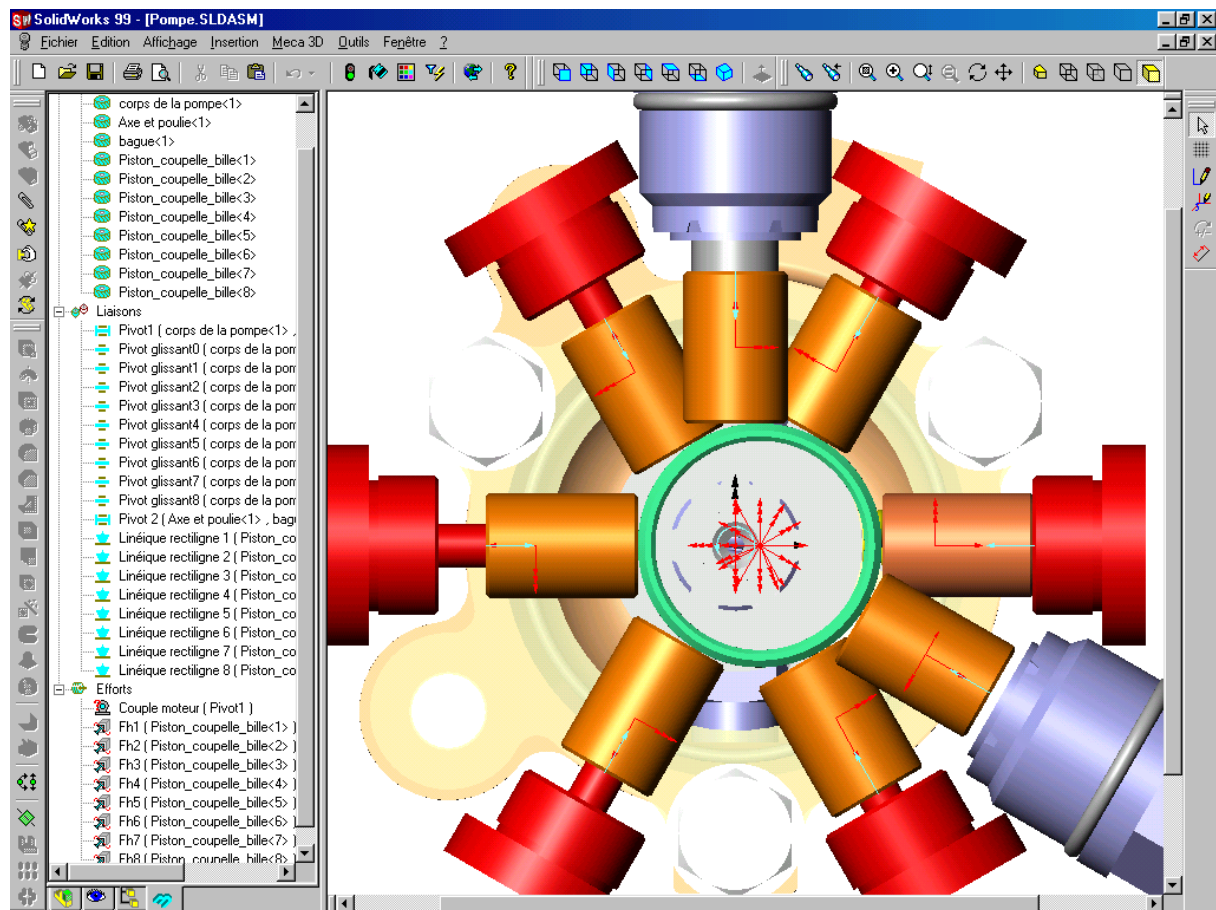 SolidWorks 99 - [Pompe.SLDASM]
Fichier Edition Affichage Insertion Meca 3D Outils Fenêtre ?
corps de la pompe<1>
Axe et poulie<1>
bague<1>
Piston_coupelle_bille<1>
Piston_coupelle_bille<2>
Piston_coupelle_bille<3>
Piston_coupelle_bille<4>
Piston_coupelle_bille<5>
Piston_coupelle_bille<6>
Piston_coupelle_bille<7>
Piston_coupelle_bille<8>
Liaisons
Pivot1 ( corps de la pompe<1> ,
Pivot glissant0 ( corps de la pom
Pivot glissant1 ( corps de la pom
Pivot glissant2 ( corps de la pom
Pivot glissant3 ( corps de la pom
Pivot glissant4 ( corps de la pom
Pivot glissant5 ( corps de la pom
Pivot glissant6 ( corps de la pom
Pivot glissant7 ( corps de la pom
Pivot glissant8 ( corps de la pom
Pivot 2 ( Axe et poulie<1> , bag
Linéique rectiligne 1 ( Piston_co
Linéique rectiligne 2 ( Piston_co
Linéique rectiligne 3 ( Piston_co
Linéique rectiligne 4 ( Piston_co
Linéique rectiligne 5 ( Piston_co
Linéique rectiligne 6 ( Piston_co
Linéique rectiligne 7 ( Piston_co
Linéique rectiligne 8 ( Piston_co
Efforts
Couple moteur ( Pivot1 )
Fh1 ( Piston_coupelle_bille<1> )
Fh2 ( Piston_coupelle_bille<2> )
Fh3 ( Piston_coupelle_bille<3> )
Fh4 ( Piston_coupelle_bille<4> )
Fh5 ( Piston_coupelle_bille<5> )
Fh6 ( Piston_coupelle_bille<6> )
Fh7 ( Piston_coupelle_bille<7> )
Fh8 ( Piston_coupelle_bille<8> )